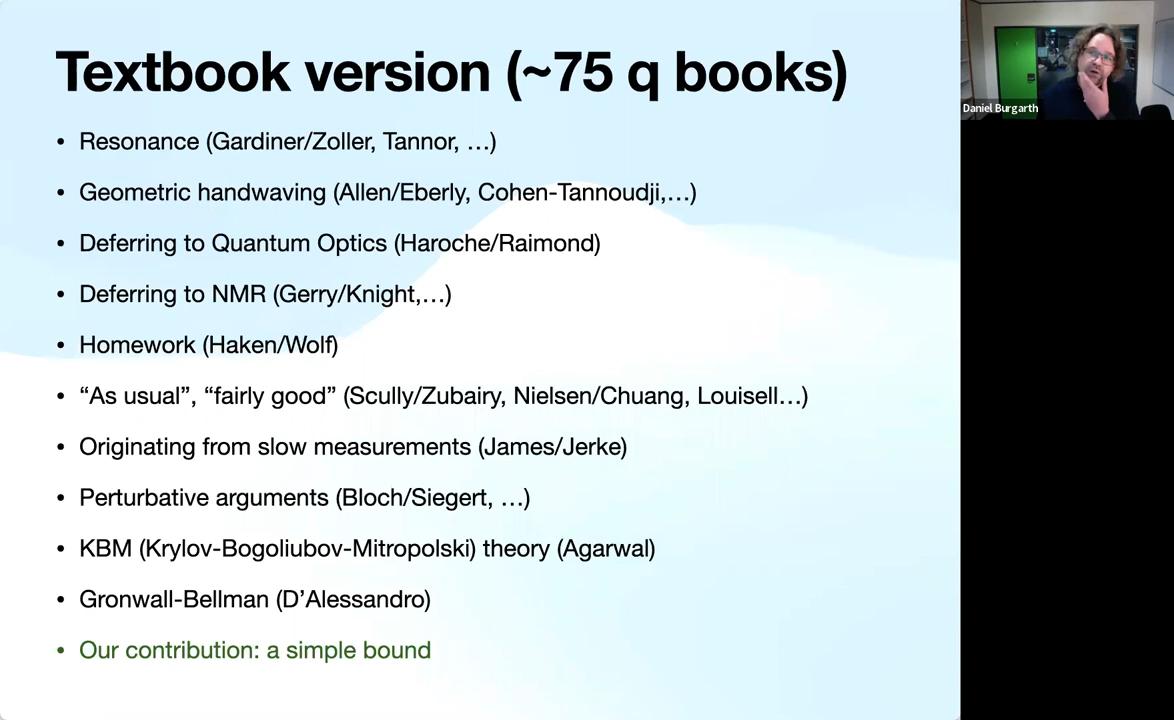 Textbook version (~75 q books)
• Resonance (Gardiner/Zoller, Tannor, …)
• Geometric handwaving (Allen/Eberly, Cohen-Tannoudji,…)
• Deferring to Quantum Optics (Haroche/Raimond)
• Deferring to NMR (Gerry/Knight,…)
• Homework (Haken/Wolf)
• “As usual”, “fairly good” (Scully/Zubairy, Nielsen/Chuang, Louisell…)
• Originating from slow measurements (James/Jerke)
• Perturbative arguments (Bloch/Siegert, …)
• KBM (Krylov-Bogoliubov-Mitropolski) theory (Agarwal)
• Gronwall-Bellman (D’Alessandro)
• Our contribution: a simple bound
Daniel Burgarth